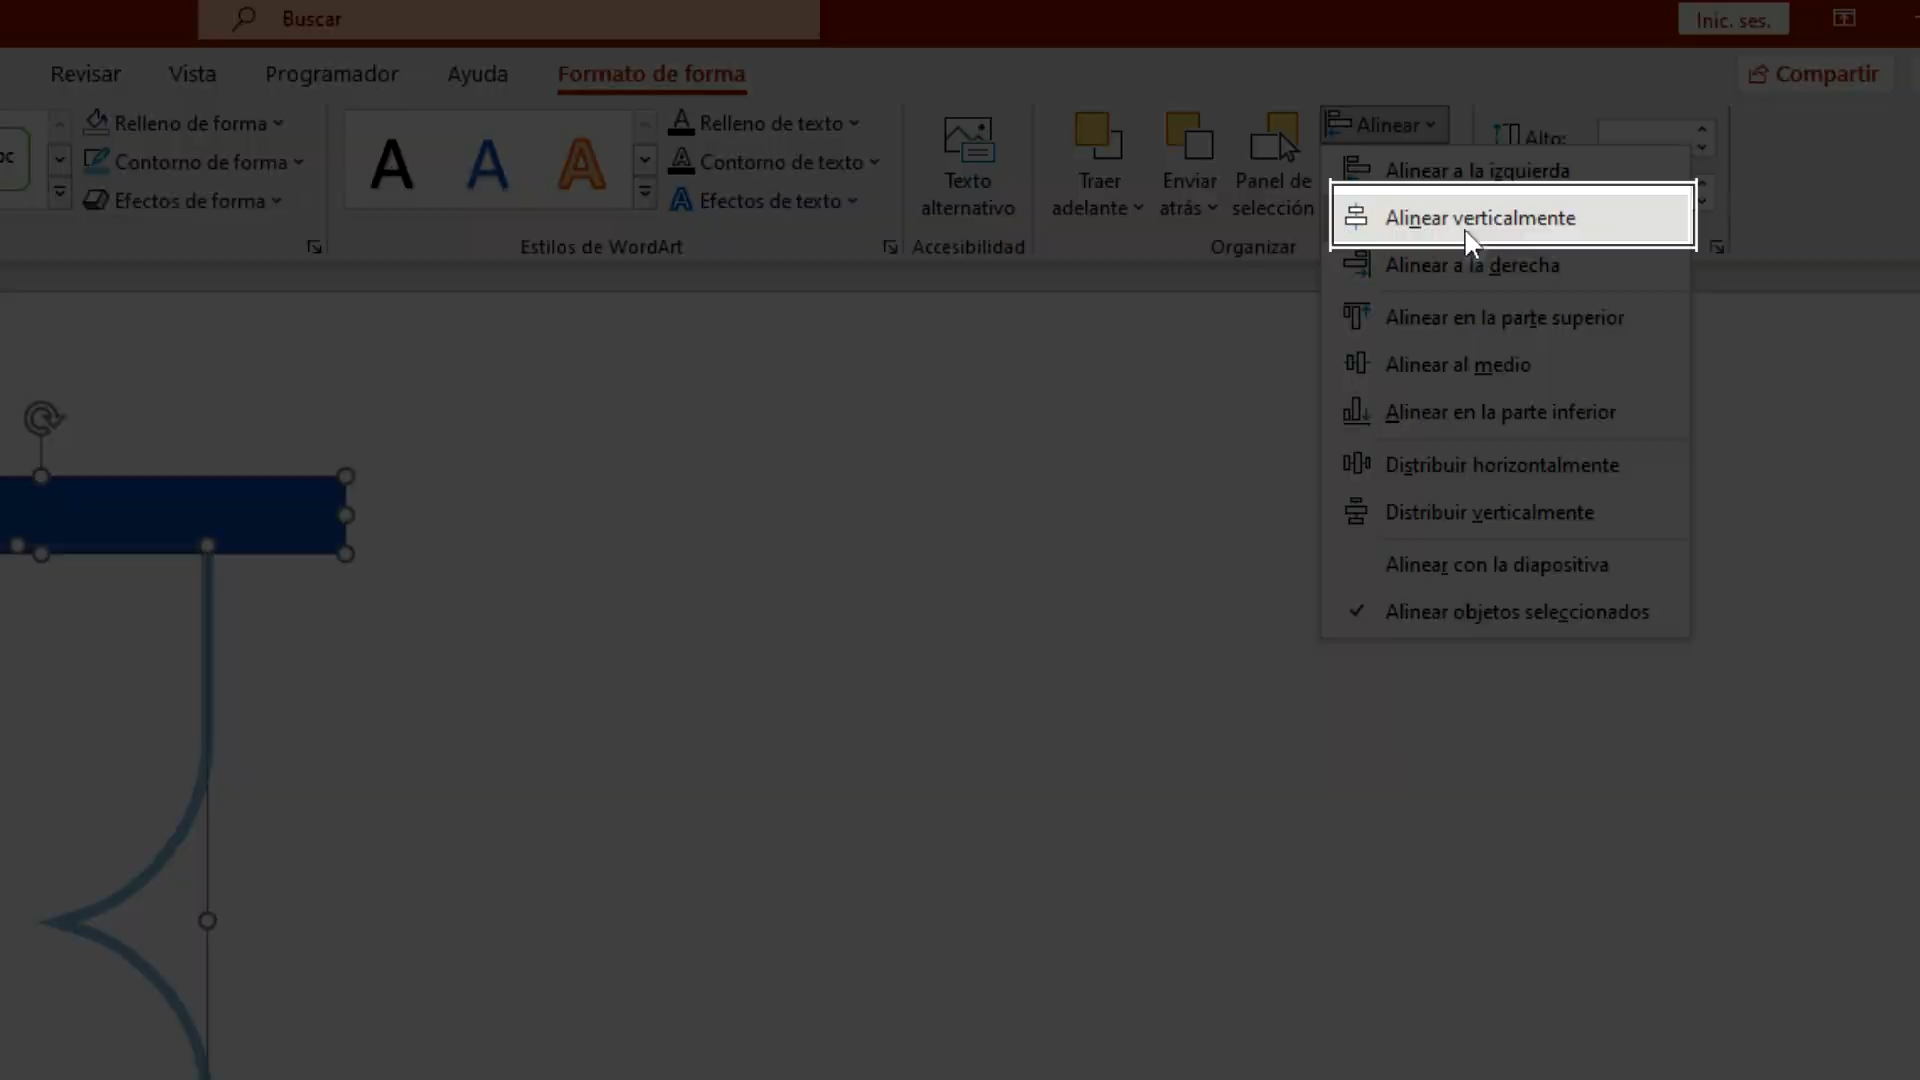 Buscar
Inic. ses.
Revisar Vista Programador Ayuda Formato de forma Compartir
Relleno de forma
Contorno de forma
Efectos de forma
A A A
Relleno de texto
Contorno de texto
Efectos de texto
Estilos de WordArt
Texto
alternativo
Accesibilidad
Traer
adelante
Enviar
atrás
Panel de
selección
Organizar
Alinear
Alto:
Alinear a la izquierda
Alinear verticalmente
Alinear a la derecha
Alinear en la parte superior
Alinear al medio
Alinear en la parte inferior
Distribuir horizontalmente
Distribuir verticalmente
Alinear con la diapositiva
Alinear objetos seleccionados